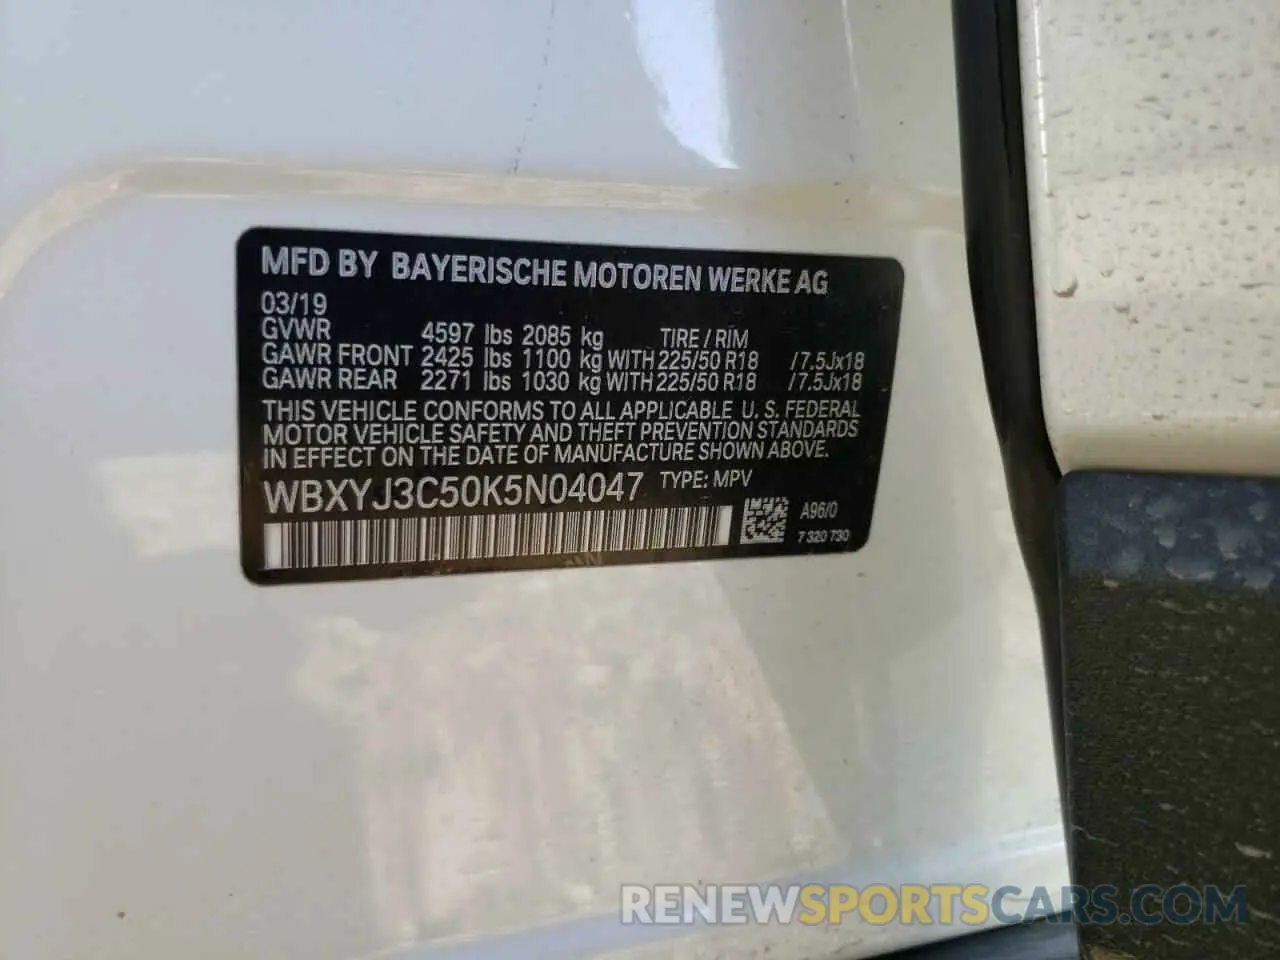 MFD BY BAYERISCHE MOTOREN WERKE AG
03/19
GVWR 4597 lbs 2085 kg TIRE / RIM
GAWR FRONT 2425 lbs 1100 kg WITH 225/50 R18 /7.5Jx18
GAWR REAR 2271 lbs 1030 kg WITH 225/50 R18 /7.5Jx18
THIS VEHICLE CONFORMS TO ALL APPLICABLE U. S. FEDERAL
MOTOR VEHICLE SAFETY AND THEFT PREVENTION STANDARDS
IN EFFECT ON THE DATE OF MANUFACTURE SHOWN ABOVE.
WBXYJ3C50K5N04047 TYPE: MPV
A96/0
7 320 730
RENEWSPORTSCARS.COM